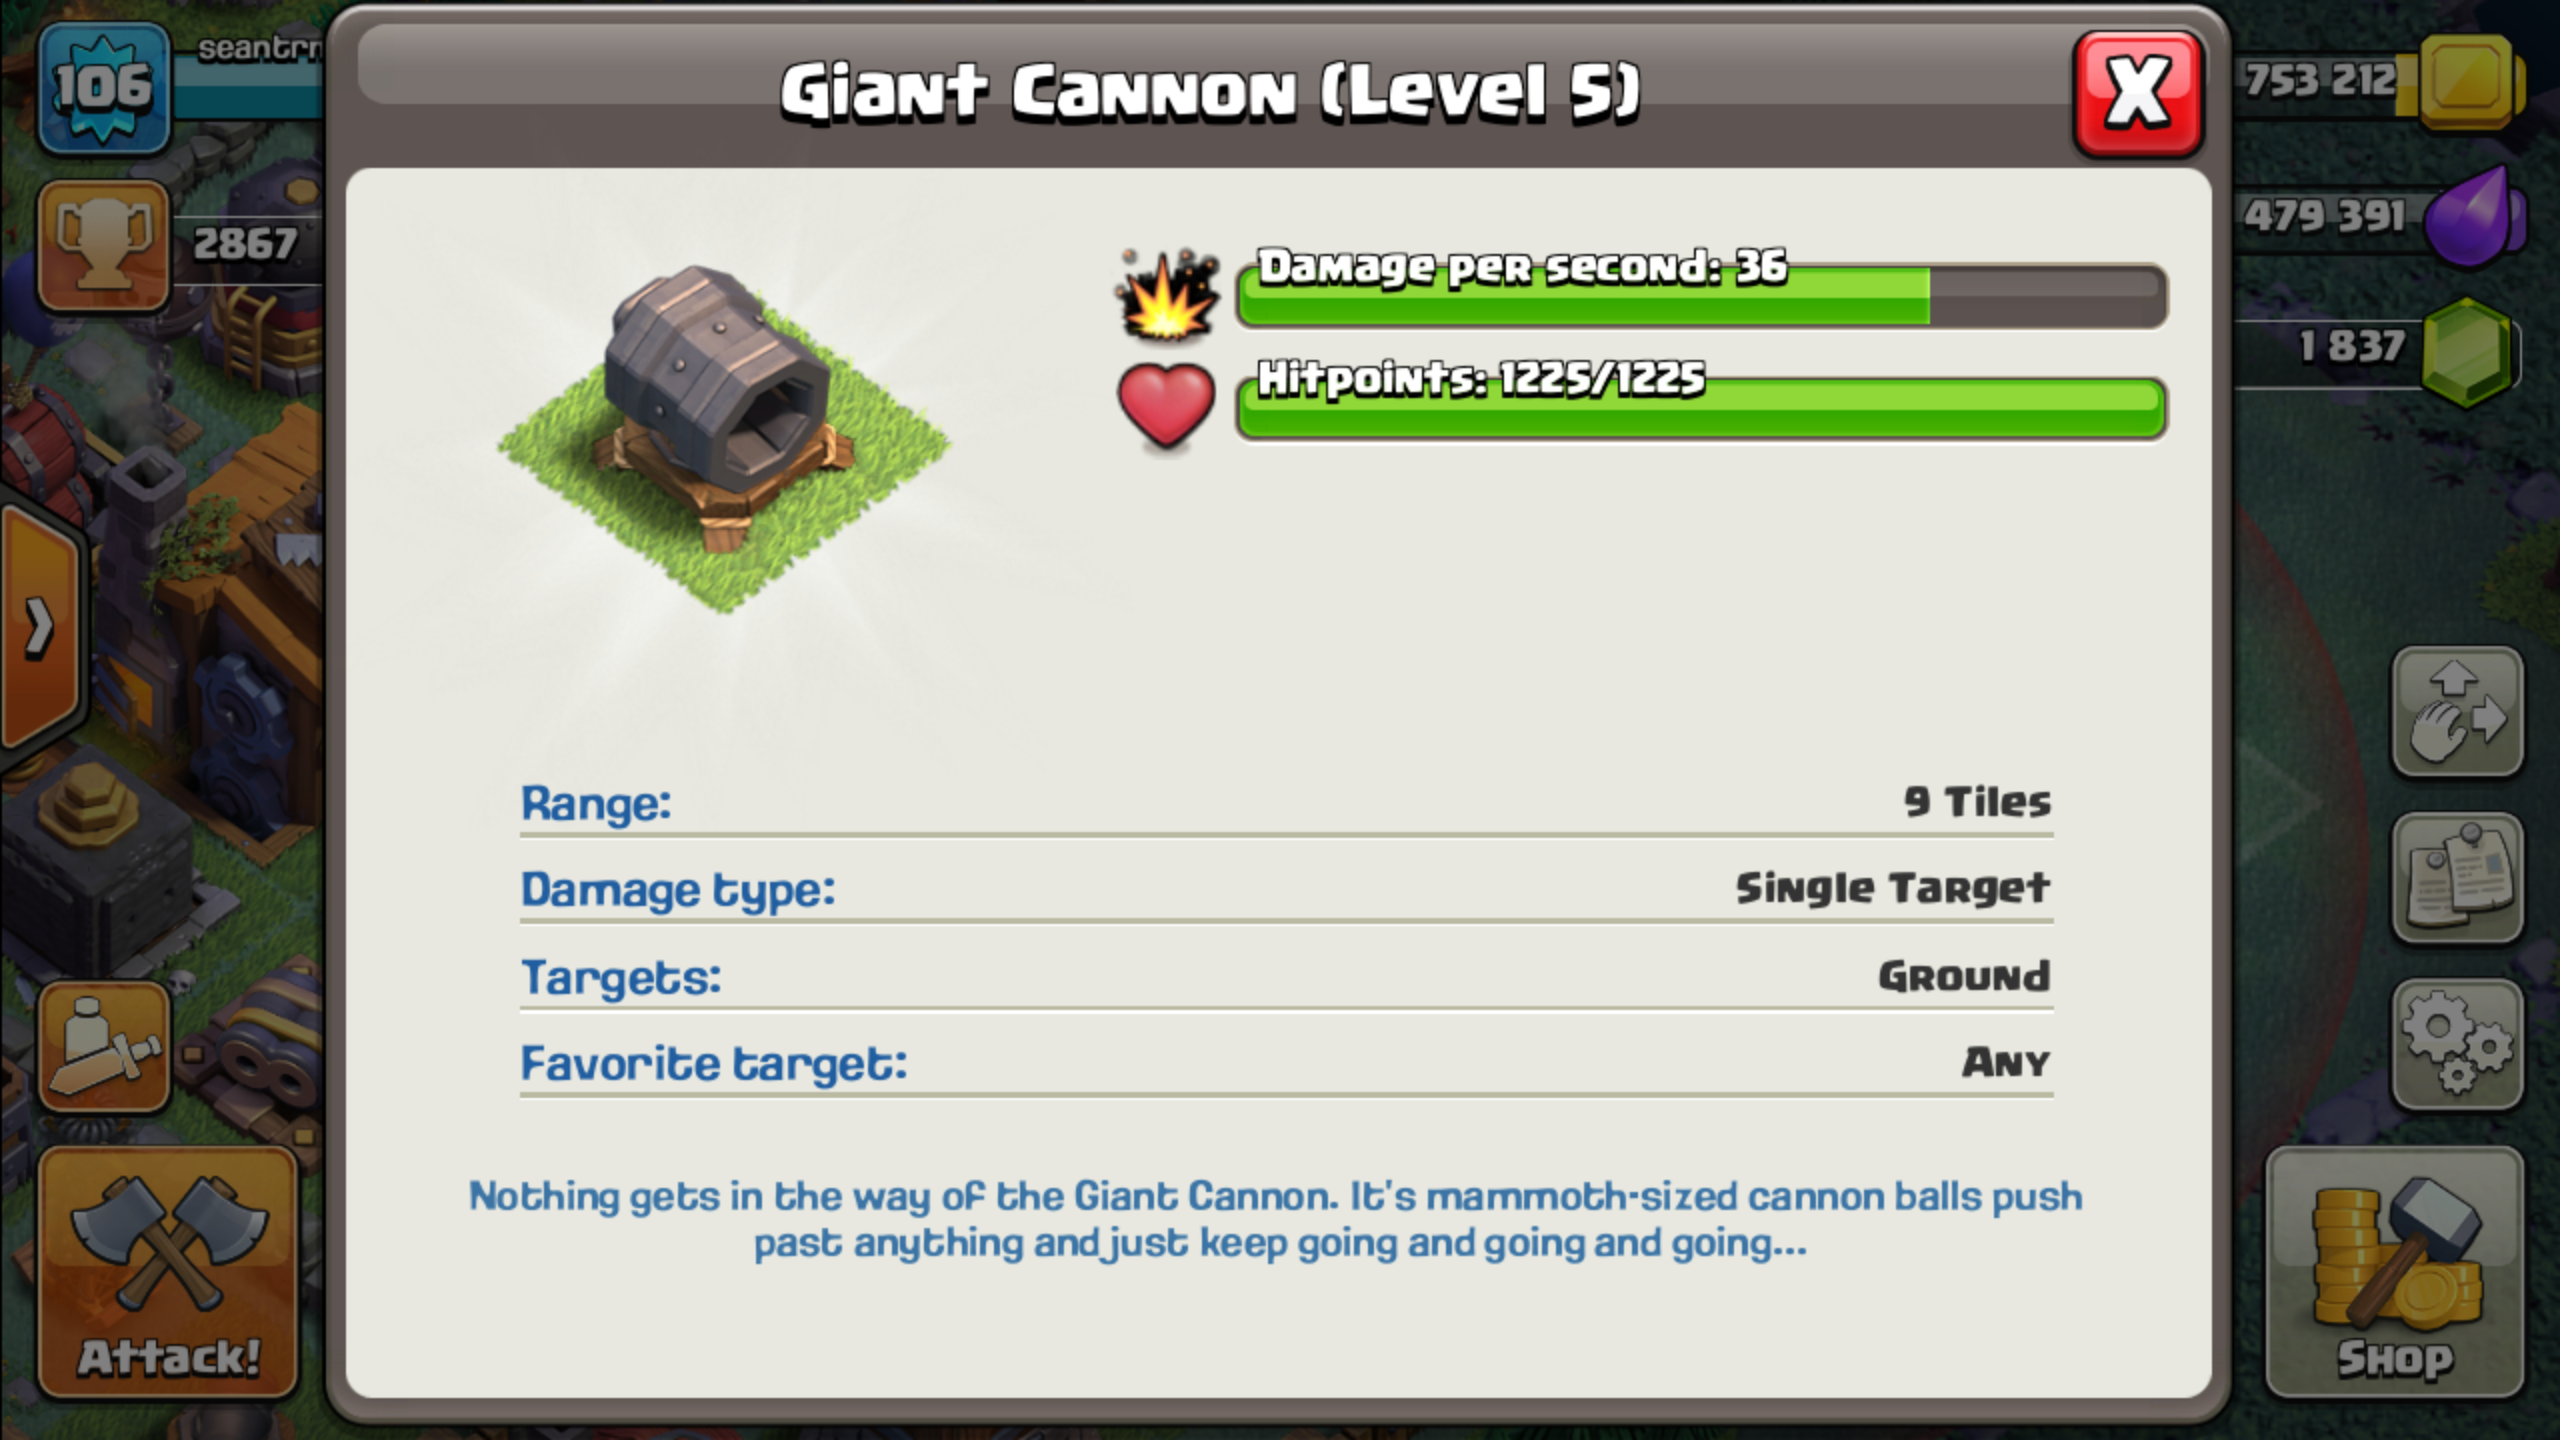 106
seantrn
2867
Giant Cannon (Level 5)
X
753 212
479 391
1 837
Damage per second: 36
Hitpoints: 1225/1225
Range: 9 Tiles
Damage type: Single Target
Targets: Ground
Favorite target: Any
Nothing gets in the way of the Giant Cannon. It's mammoth-sized cannon balls push
past anything and just keep going and going and going...
Attack!
Shop